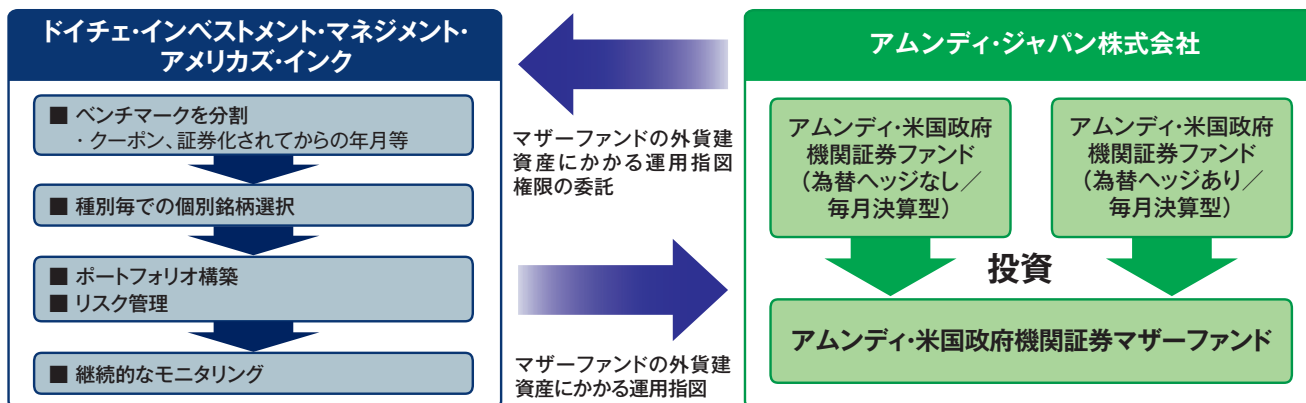 ドイチェ・インベストメント・マネジメント・
アメリカズ・インク
■ ベンチマークを分割
・クーポン、証券化されてからの年月等
■ 種別毎での個別銘柄選択
■ ポートフォリオ構築
■ リスク管理
■ 継続的なモニタリング
マザーファンドの外貨建
資産にかかる運用指図
権限の委託
マザーファンドの外貨建
資産にかかる運用指図
アムンディ・ジャパン株式会社
アムンディ・米国政府
機関証券ファンド
（為替ヘッジなし／
毎月決算型）
アムンディ・米国政府
機関証券ファンド
（為替ヘッジあり／
毎月決算型）
投資
アムンディ・米国政府機関証券マザーファンド